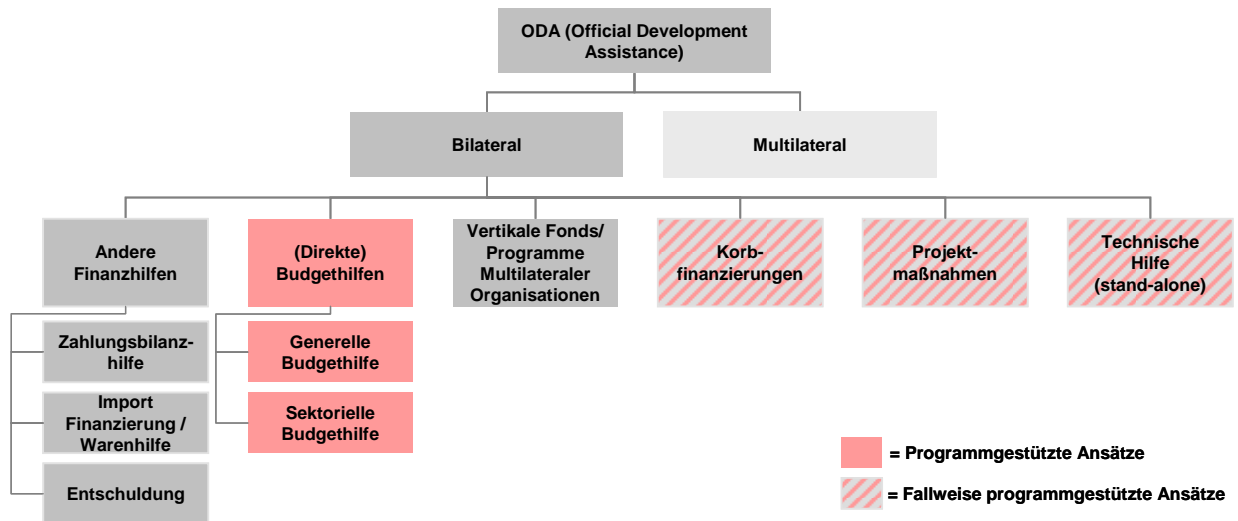 ODA (Official Development
Assistance)
Bilateral
Multilateral
Andere
Finanzhilfen
(Direkte)
Budgethilfen
Vertikale Fonds/
Programme
Multilateraler
Organisationen
Korb-
finanzierungen
Projekt-
maßnahmen
Technische
Hilfe
(stand-alone)
Zahlungsbilanz-
hilfe
Generelle
Budgethilfe
Import
Finanzierung /
Warenhilfe
Sektorielle
Budgethilfe
Entschuldung
= Programmgestützte Ansätze
= Fallweise programmgestützte Ansätze